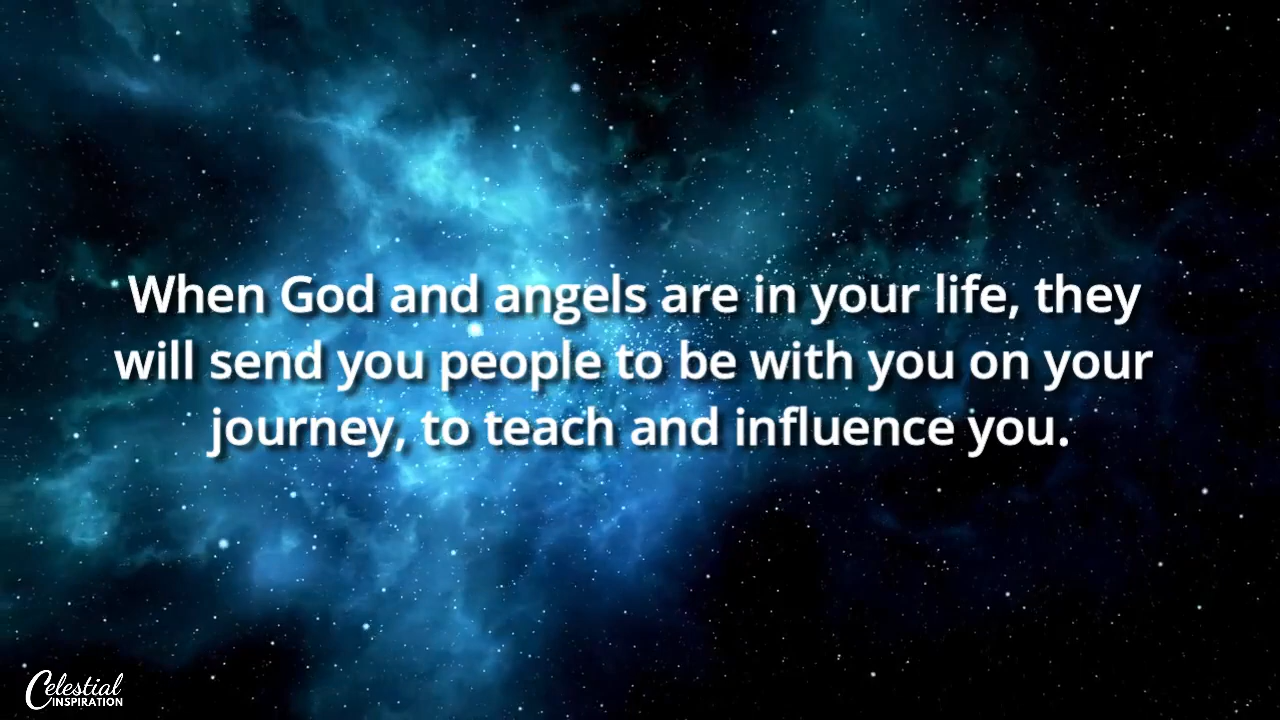 When God and angels are in your life, they
will send you people to be with you on your
journey, to teach and influence you.
Celestial
INSPIRATION